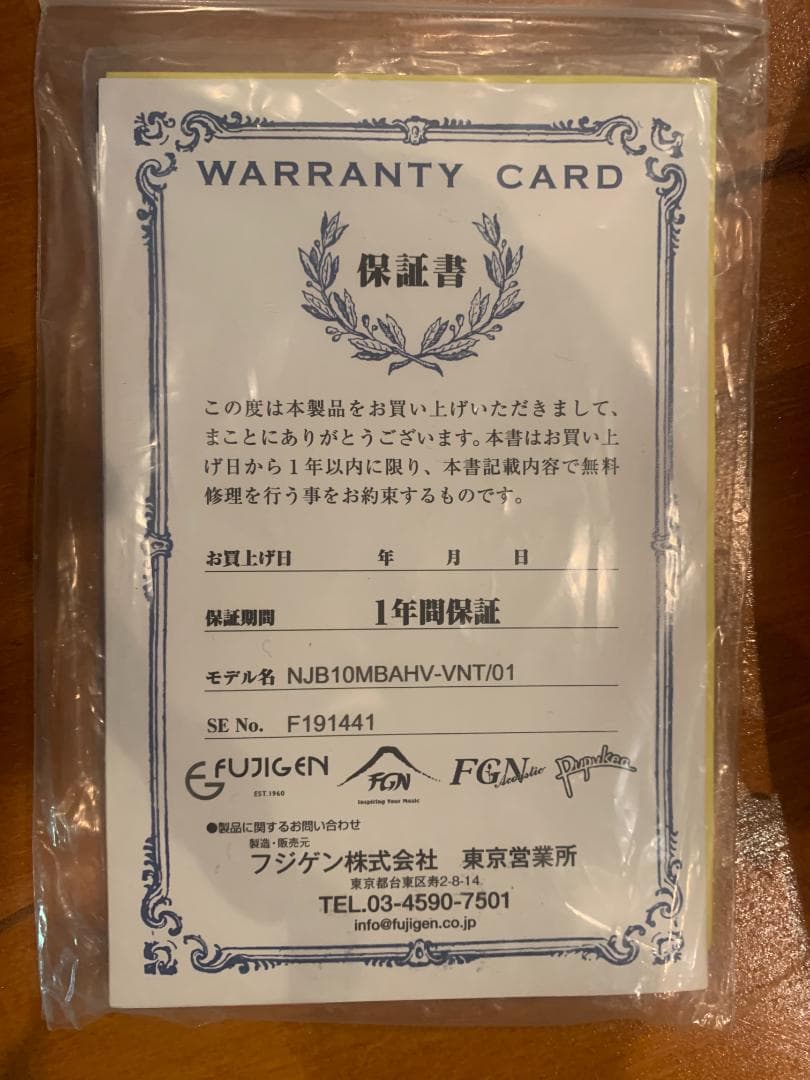 WARRANTY CARD
保証書
この度は本製品をお買い上げいただきまして、
まことにありがとうございます。本書はお買い上
げ日から1年以内に限り、本書記載内容で無料
修理を行う事をお約束するものです。
お買上げ日 年 月 日
保証期間 1年間保証
モデル名 NJB10MBAHV-VNT/01
SE No. F191441
FUJIGEN
EST.1960
FGN
Inspiring Your Music
FGN Acoustic
Pupukea
●製品に関するお問い合わせ
製造・販売元
フジゲン株式会社 東京営業所
東京都台東区寿2-8-14
TEL.03-4590-7501
info@fujigen.co.jp